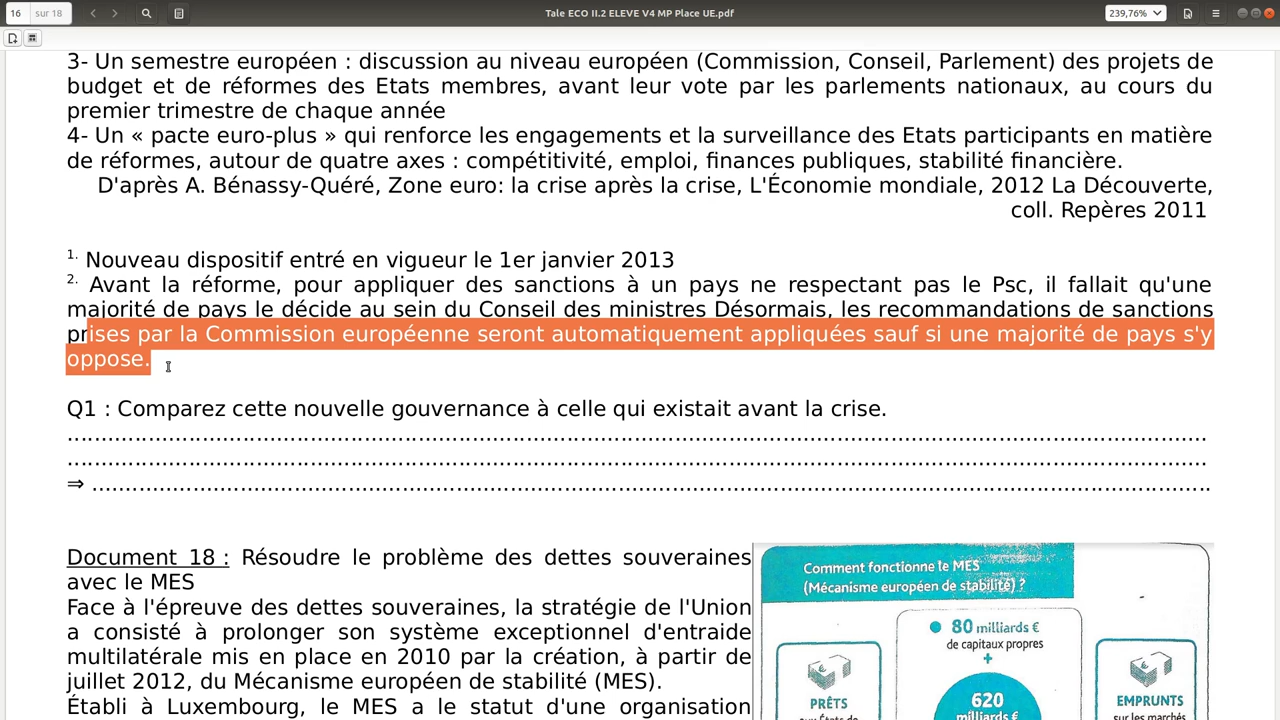 16 sur 18
Tale ECO II.2 ELEVE V4 MP Place UE.pdf
239,76%
3- Un semestre européen : discussion au niveau européen (Commission, Conseil, Parlement) des projets de
budget et de réformes des Etats membres, avant leur vote par les parlements nationaux, au cours du
premier trimestre de chaque année
4- Un « pacte euro-plus » qui renforce les engagements et la surveillance des Etats participants en matière
de réformes, autour de quatre axes : compétitivité, emploi, finances publiques, stabilité financière.
D'après A. Bénassy-Quéré, Zone euro: la crise après la crise, L'Économie mondiale, 2012 La Découverte,
coll. Repères 2011
1. Nouveau dispositif entré en vigueur le 1er janvier 2013
2. Avant la réforme, pour appliquer des sanctions à un pays ne respectant pas le Psc, il fallait qu'une
majorité de pays le décide au sein du Conseil des ministres Désormais, les recommandations de sanctions
prises par la Commission européenne seront automatiquement appliquées sauf si une majorité de pays s'y
oppose.
Q1 : Comparez cette nouvelle gouvernance à celle qui existait avant la crise.
⇒
Document 18 : Résoudre le problème des dettes souveraines
avec le MES
Face à l'épreuve des dettes souveraines, la stratégie de l'Union
a consisté à prolonger son système exceptionnel d'entraide
multilatérale mis en place en 2010 par la création, à partir de
juillet 2012, du Mécanisme européen de stabilité (MES).
Établi à Luxembourg, le MES a le statut d'une organisation
Comment fonctionne le MES
(Mécanisme européen de stabilité) ?
80 milliards €
de capitaux propres
+
620
milliards €
PRÊTS
aux États de
EMPRUNTS
sur les marchés